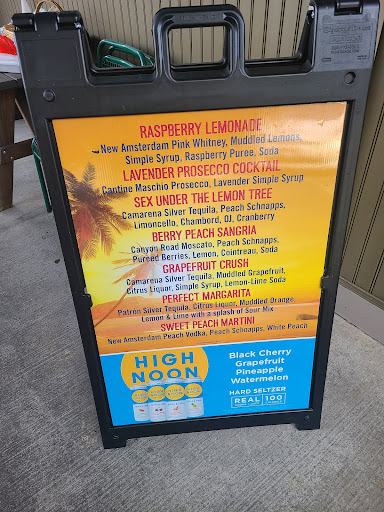 RASPBERRY LEMONADE
New Amsterdam Pink Whitney, Muddled Lemons,
Simple Syrup, Raspberry Puree, Soda
LAVENDER PROSECCO COCKTAIL
Cantine Maschio Prosecco, Lavender Simple Syrup
SEX UNDER THE LEMON TREE
Camarena Silver Tequila, Peach Schnapps,
Limoncello, Chambord, OJ, Cranberry
BERRY PEACH SANGRIA
Canyon Road Moscato, Peach Schnapps,
Pureed Berries, Lemon, Cointreau, Soda
GRAPEFRUIT CRUSH
Camarena Silver Tequila, Muddled Grapefruit,
Citrus Liquor, Simple Syrup, Lemon-Lime Soda
PERFECT MARGARITA
Patron Silver Tequila, Citrus Liquor, Muddled Orange
Lemon & Lime with a splash of Sour Mix
SWEET PEACH MARTINI
New Amsterdam Peach Vodka, Peach Schnapps, White Peach
HIGH
NOON
Black Cherry
Grapefruit
Pineapple
Watermelon
HARD SELTZER
REAL 100